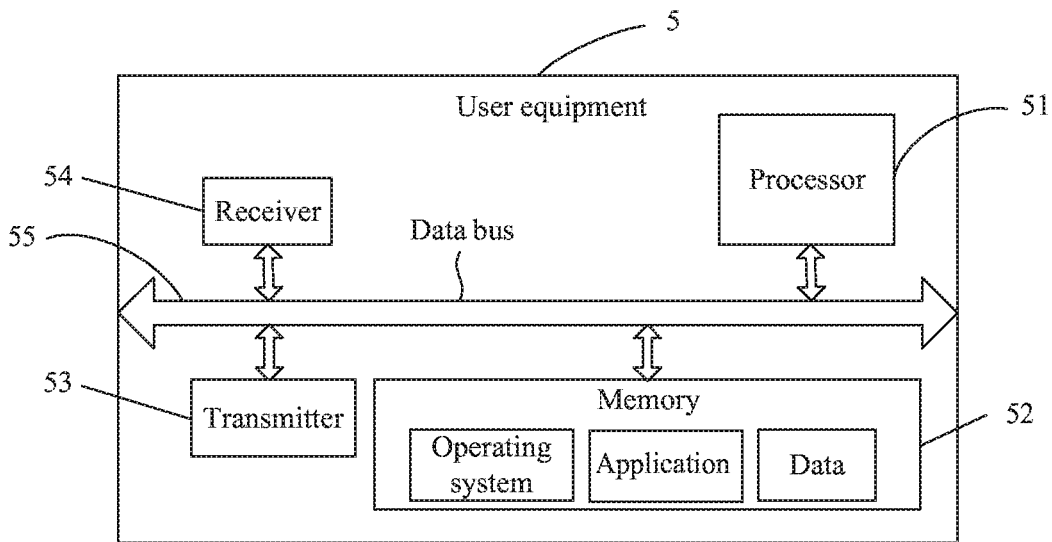 5
User equipment
51
Processor
54
Receiver
55
Data bus
53
Transmitter
Memory
52
Operating
system
Application
Data